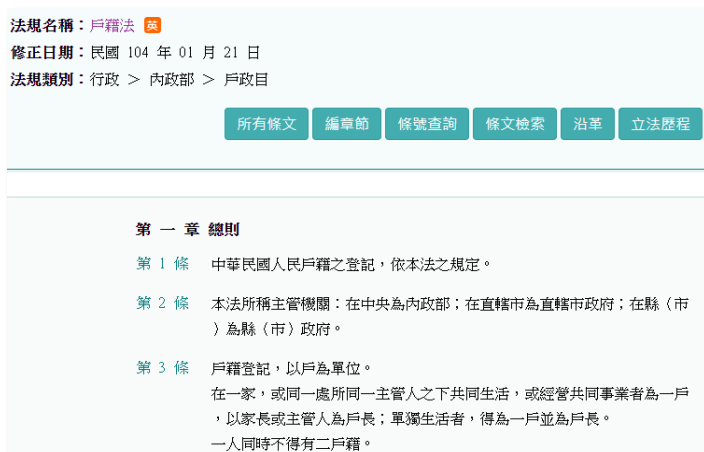 法規名稱：戶籍法 英
修正日期：民國 104 年 01 月 21 日
法規類別：行政 ＞ 內政部 ＞ 戶政目
所有條文 編章節 條號查詢 條文檢索 沿革 立法歷程
第 一 章 總則
第 1 條 中華民國人民戶籍之登記，依本法之規定。
第 2 條 本法所稱主管機關：在中央為內政部；在直轄市為直轄市政府；在縣（市
）為縣（市）政府。
第 3 條 戶籍登記，以戶為單位。
在一家，或同一處所同一主管人之下共同生活，或經營共同事業者為一戶
，以家長或主管人為戶長；單獨生活者，得為一戶並為戶長。
一人同時不得有二戶籍。